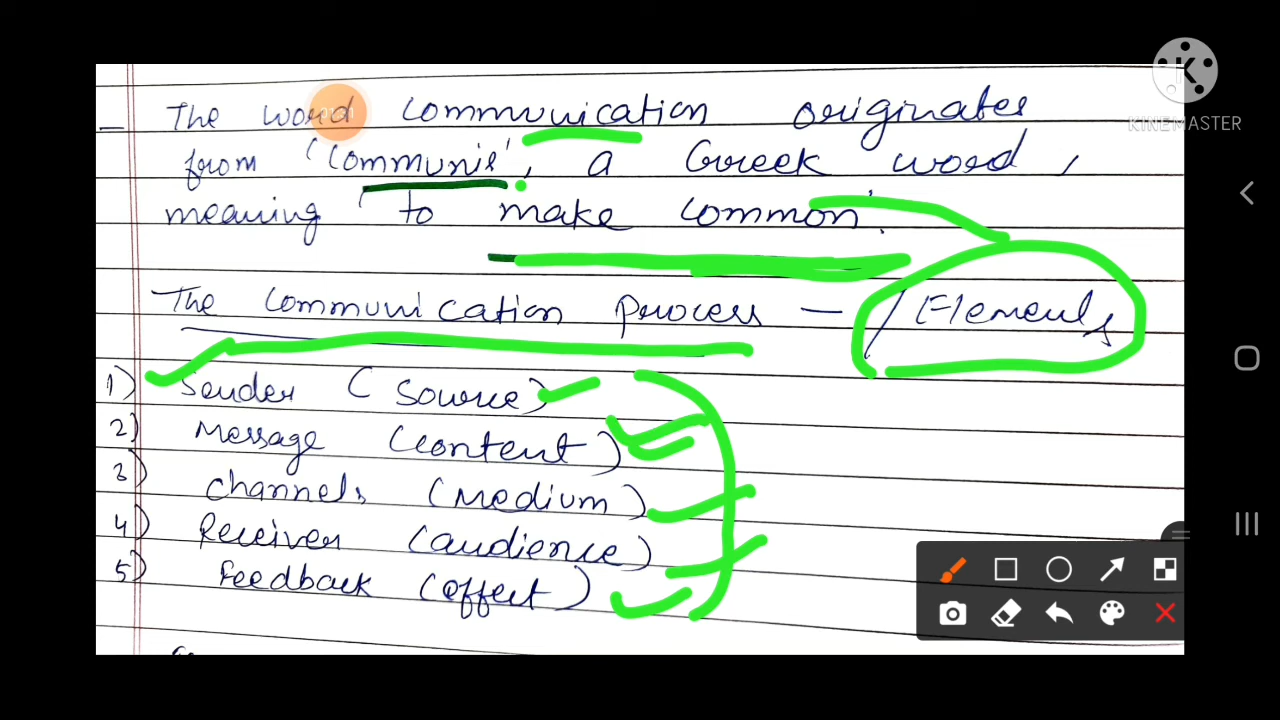 KINEMASTER
- The word communication originates
from 'Communis', a Greek word,
meaning 'to make common'.
The Communication process - / Elements
1) Sender (Source)
2) Message (content)
3) channels (Medium)
4) Receiver (audience)
5) Feedback (effect)